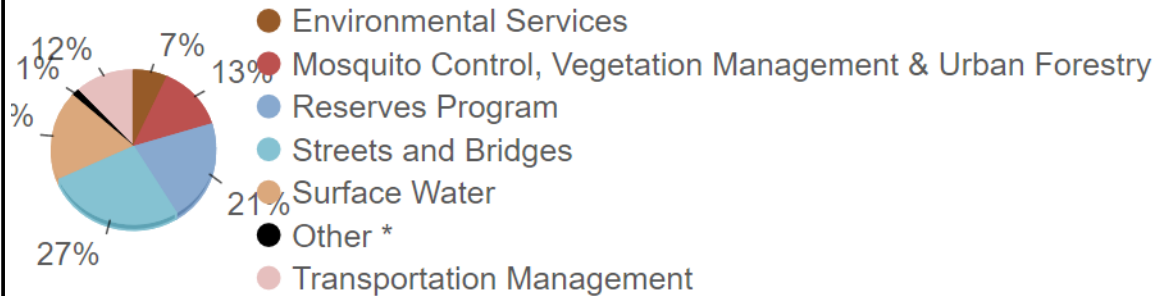 Environmental Services
Mosquito Control, Vegetation Management & Urban Forestry
Reserves Program
Streets and Bridges
Surface Water
Other *
Transportation Management
7%
13%
21%
27%
%
1%
12%